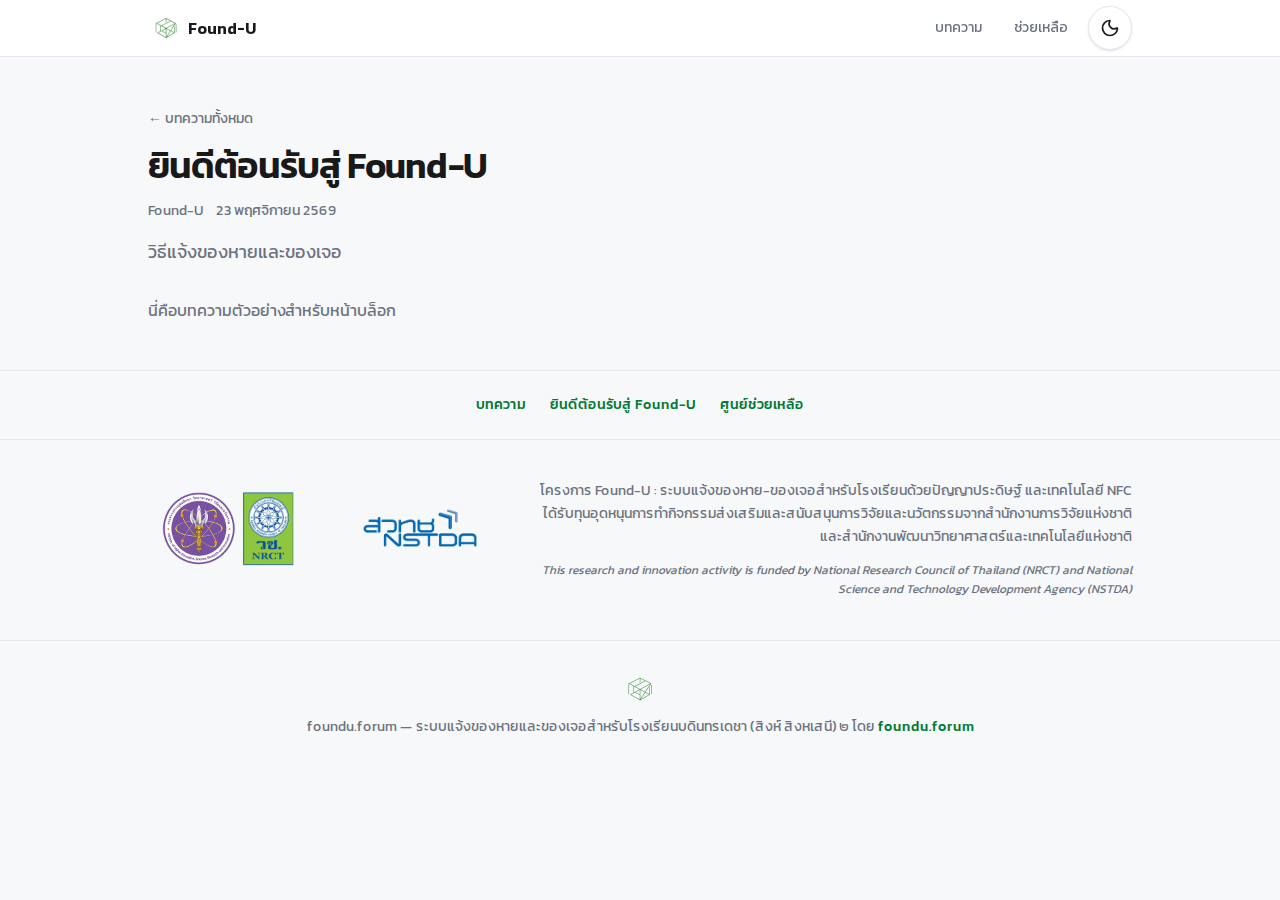 Found-U
บทความ
ช่วยเหลือ
← บทความทั้งหมด
ยินดีต้อนรับสู่ Found-U
Found-U 23 พฤศจิกายน 2569
วิธีแจ้งของหายและของเจอ
นี่คือบทความตัวอย่างสำหรับหน้าบล็อก
บทความ ยินดีต้อนรับสู่ Found-U ศูนย์ช่วยเหลือ
วช.
NRCT
สวทช
NSTDA
โครงการ Found-U : ระบบแจ้งของหาย-ของเจอสำหรับโรงเรียนด้วยปัญญาประดิษฐ์ และเทคโนโลยี NFC
ได้รับทุนอุดหนุนการทำกิจกรรมส่งเสริมและสนับสนุนการวิจัยและนวัตกรรมจากสำนักงานการวิจัยแห่งชาติ
และสำนักงานพัฒนาวิทยาศาสตร์และเทคโนโลยีแห่งชาติ
This research and innovation activity is funded by National Research Council of Thailand (NRCT) and National
Science and Technology Development Agency (NSTDA)
foundu.forum — ระบบแจ้งของหายและของเจอสำหรับโรงเรียนบดินทรเดชา (สิงห์ สิงหเสนี) ๒ โดย foundu.forum